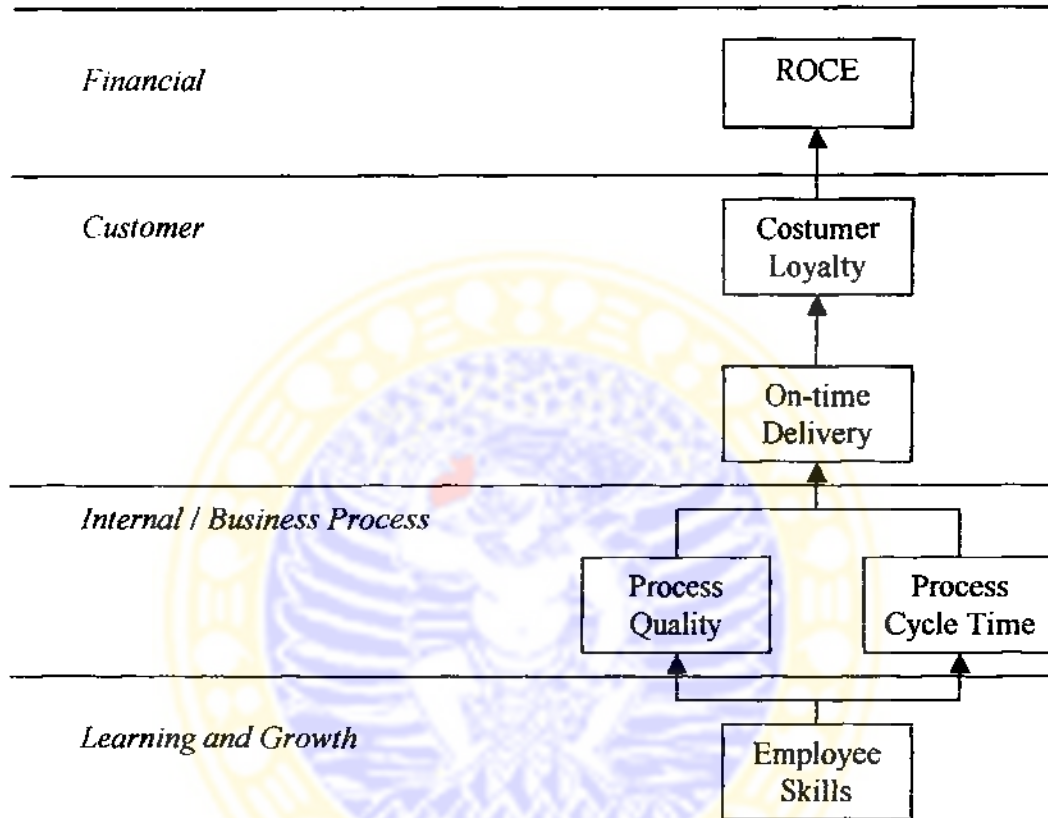 Financial
ROCE
Customer
Costumer
Loyalty
On-time
Delivery
Internal / Business Process
Process
Quality
Process
Cycle Time
Learning and Growth
Employee
Skills